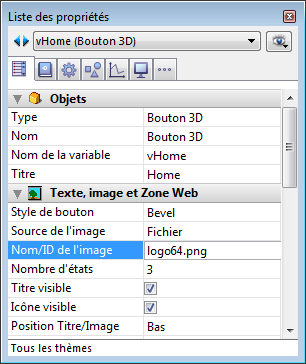 Liste des propriétés
vHome (Bouton 3D)
Objets
Type Bouton 3D
Nom Bouton 3D
Nom de la variable vHome
Titre Home
Texte, image et Zone Web
Style de bouton Bevel
Source de l'image Fichier
Nom/ID de l'image logo64.png
Nombre d'états 3
Titre visible
Icône visible
Position Titre/Image Bas
Tous les thèmes